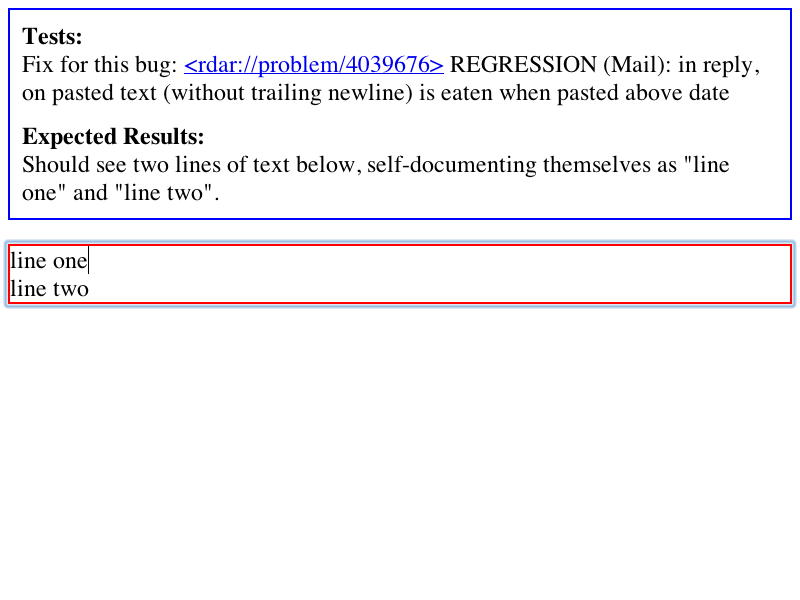 Tests:
Fix for this bug: <rdar://problem/4039676> REGRESSION (Mail): in reply,
on pasted text (without trailing newline) is eaten when pasted above date
Expected Results:
Should see two lines of text below, self-documenting themselves as "line
one" and "line two".
line one
line two